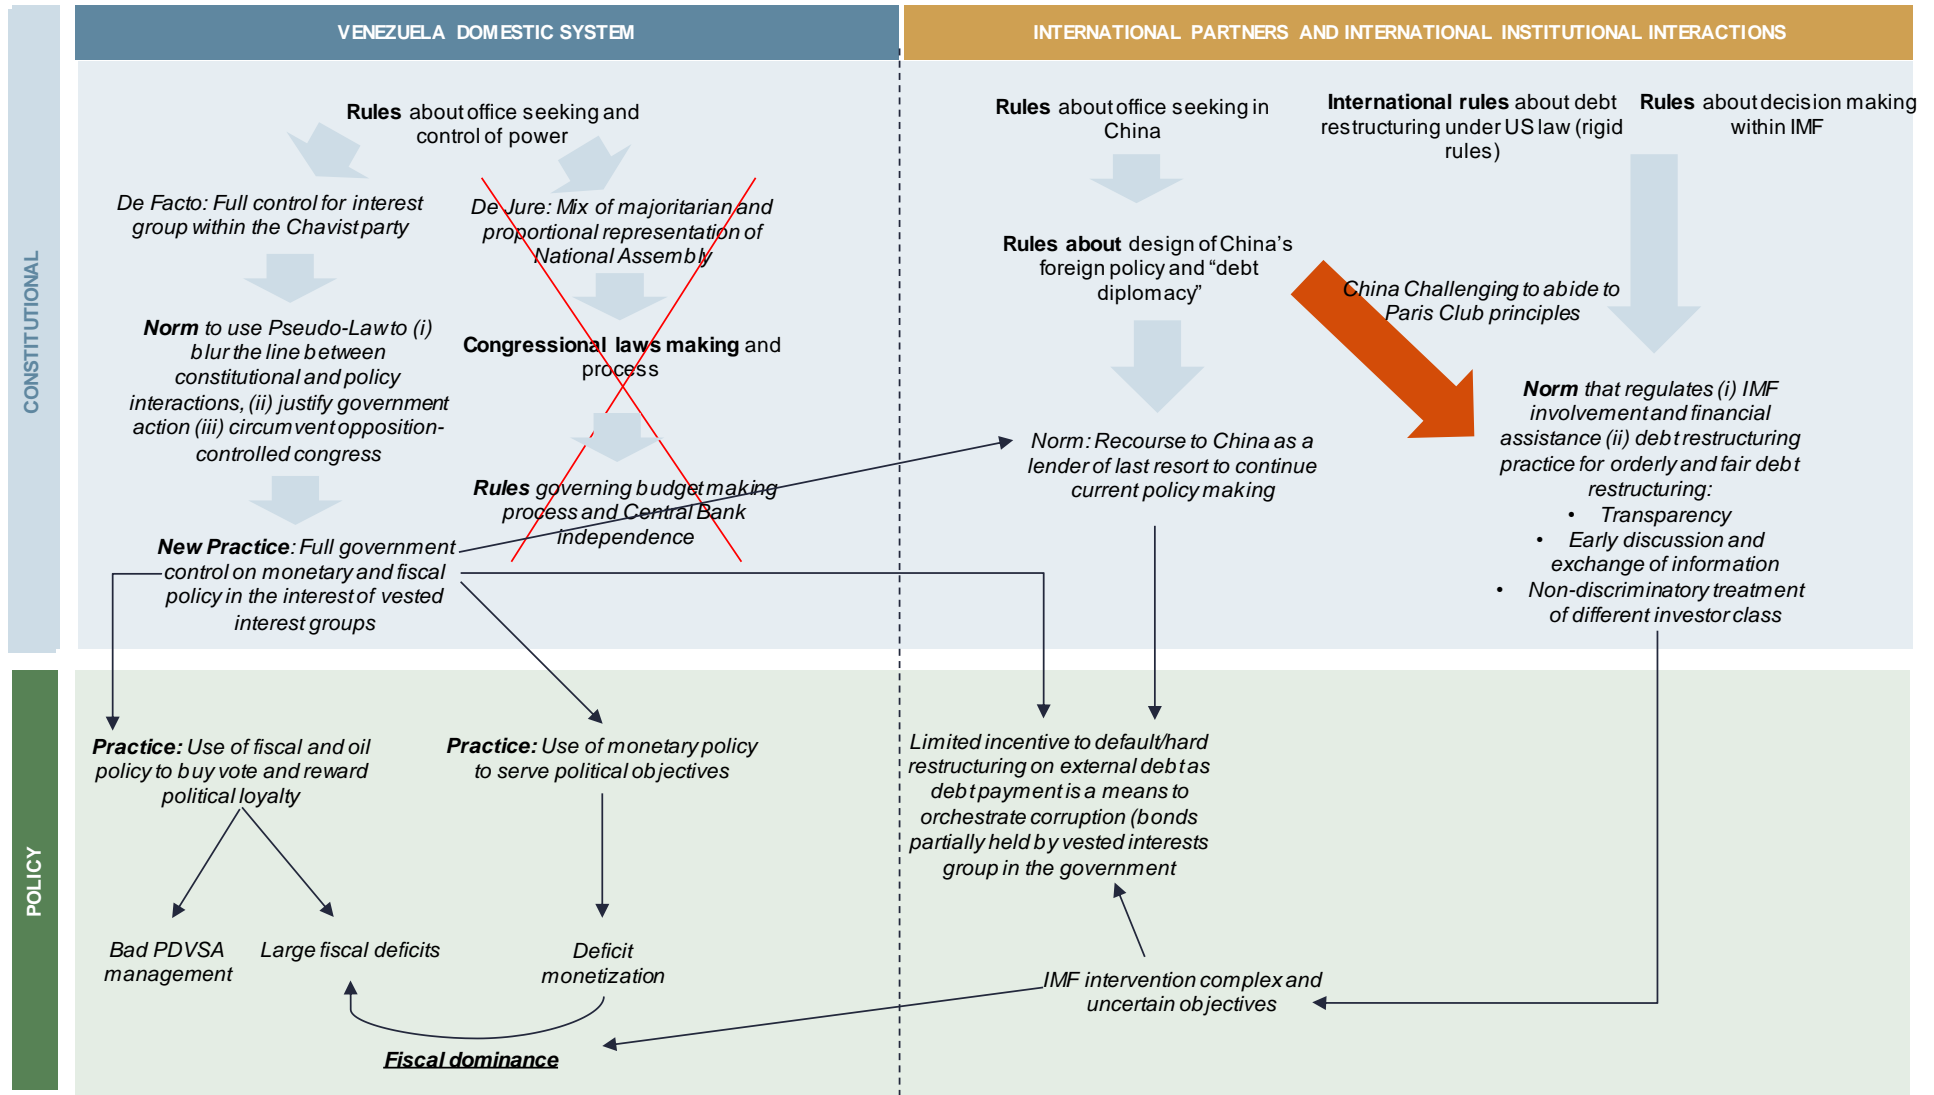 VENEZUELA DOMESTIC SYSTEM
INTERNATIONAL PARTNERS AND INTERNATIONAL INSTITUTIONAL INTERACTIONS
CONSTITUTIONAL
Rules about office seeking and
control of power
De Facto: Full control for interest
group within the Chavist party
De Jure: Mix of majoritarian and
proportional representation of
National Assembly
Norm to use Pseudo-Law to (i)
blur the line between
constitutional and policy
interactions, (ii) justify government
action (iii) circumvent opposition-
controlled congress
Congressional laws making and
process
Rules governing budget making
process and Central Bank
independence
New Practice: Full government
control on monetary and fiscal
policy in the interest of vested
interest groups
Rules about office seeking in
China
International rules about debt
restructuring under US law (rigid
rules)
Rules about decision making
within IMF
Rules about design of China's
foreign policy and “debt
diplomacy”
China Challenging to abide to
Paris Club principles
Norm: Recourse to China as a
lender of last resort to continue
current policy making
Norm that regulates (i) IMF
involvement and financial
assistance (ii) debt restructuring
practice for orderly and fair debt
restructuring:
• Transparency
• Early discussion and
exchange of information
• Non-discriminatory treatment
of different investor class
POLICY
Practice: Use of fiscal and oil
policy to buy vote and reward
political loyalty
Practice: Use of monetary policy
to serve political objectives
Limited incentive to default/hard
restructuring on external debt as
debt payment is a means to
orchestrate corruption (bonds
partially held by vested interests
group in the government
Bad PDVSA
management
Large fiscal deficits
Deficit
monetization
IMF intervention complex and
uncertain objectives
Fiscal dominance